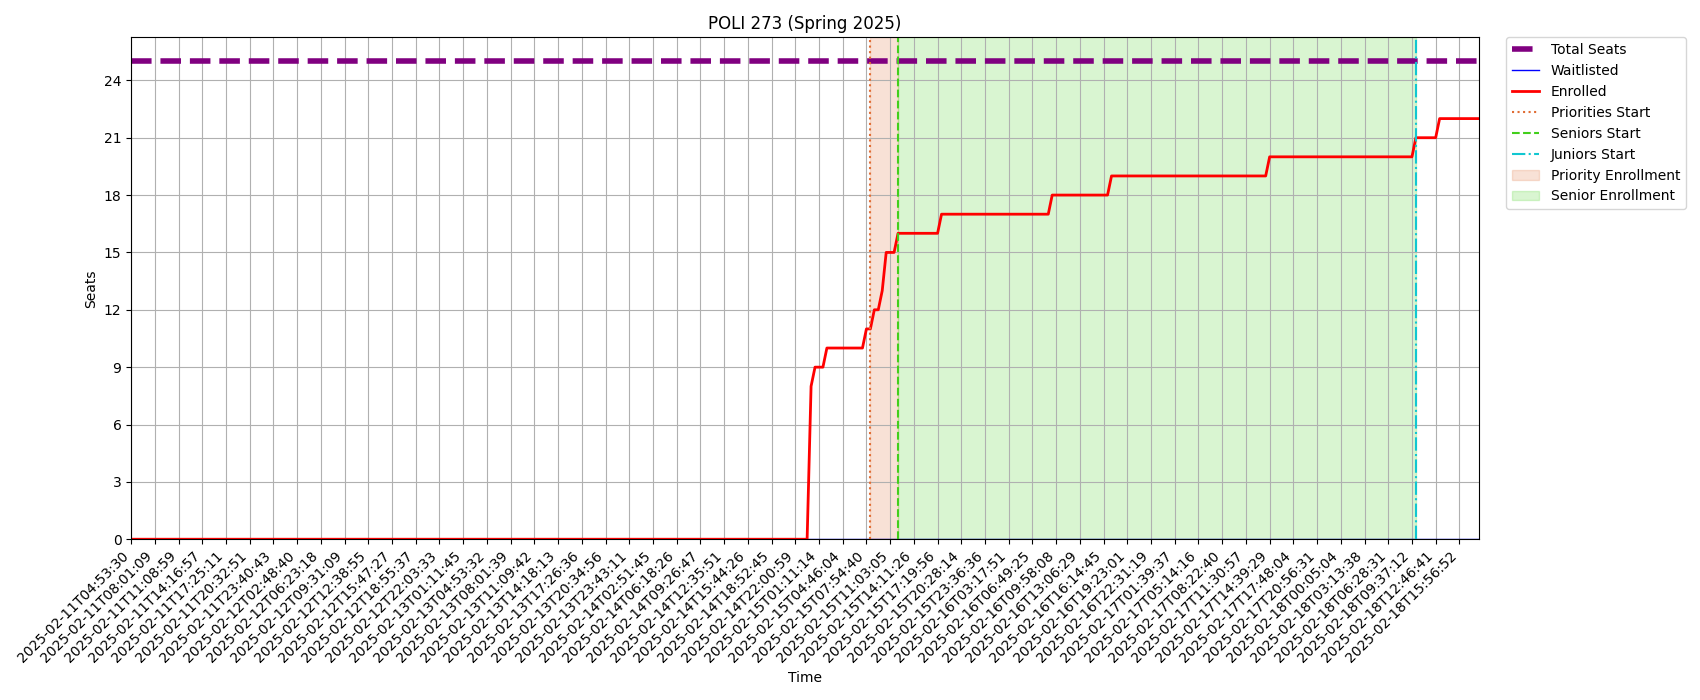 POLI 273 (Spring 2025)
Total Seats
Waitlisted
Enrolled
Priorities Start
Seniors Start
Juniors Start
Priority Enrollment
Senior Enrollment
Seats
24
21
18
15
12
9
6
3
0
2025-02-11T04:53:30
2025-02-11T08:01:09
2025-02-11T11:08:59
2025-02-11T14:16:57
2025-02-11T17:25:11
2025-02-11T20:32:51
2025-02-11T23:40:43
2025-02-12T02:48:40
2025-02-12T06:23:18
2025-02-12T09:31:09
2025-02-12T12:38:55
2025-02-12T15:47:27
2025-02-12T18:55:37
2025-02-12T22:03:33
2025-02-13T01:11:45
2025-02-13T04:53:32
2025-02-13T08:01:39
2025-02-13T11:09:42
2025-02-13T14:18:13
2025-02-13T17:26:36
2025-02-13T20:34:56
2025-02-13T23:43:11
2025-02-14T02:51:45
2025-02-14T06:18:26
2025-02-14T09:26:47
2025-02-14T12:35:51
2025-02-14T15:44:26
2025-02-14T18:52:45
2025-02-14T22:00:59
2025-02-15T01:11:14
2025-02-15T04:46:04
2025-02-15T07:54:40
2025-02-15T11:03:05
2025-02-15T14:11:26
2025-02-15T17:19:56
2025-02-15T20:28:14
2025-02-15T23:36:36
2025-02-16T03:17:51
2025-02-16T06:49:25
2025-02-16T09:58:08
2025-02-16T13:06:29
2025-02-16T16:14:45
2025-02-16T19:23:01
2025-02-16T22:31:19
2025-02-17T01:39:37
2025-02-17T05:14:16
2025-02-17T08:22:40
2025-02-17T11:30:57
2025-02-17T14:39:29
2025-02-17T17:48:04
2025-02-17T20:56:31
2025-02-18T00:05:04
2025-02-18T03:13:38
2025-02-18T06:28:31
2025-02-18T09:37:12
2025-02-18T12:46:41
2025-02-18T15:56:52
Time